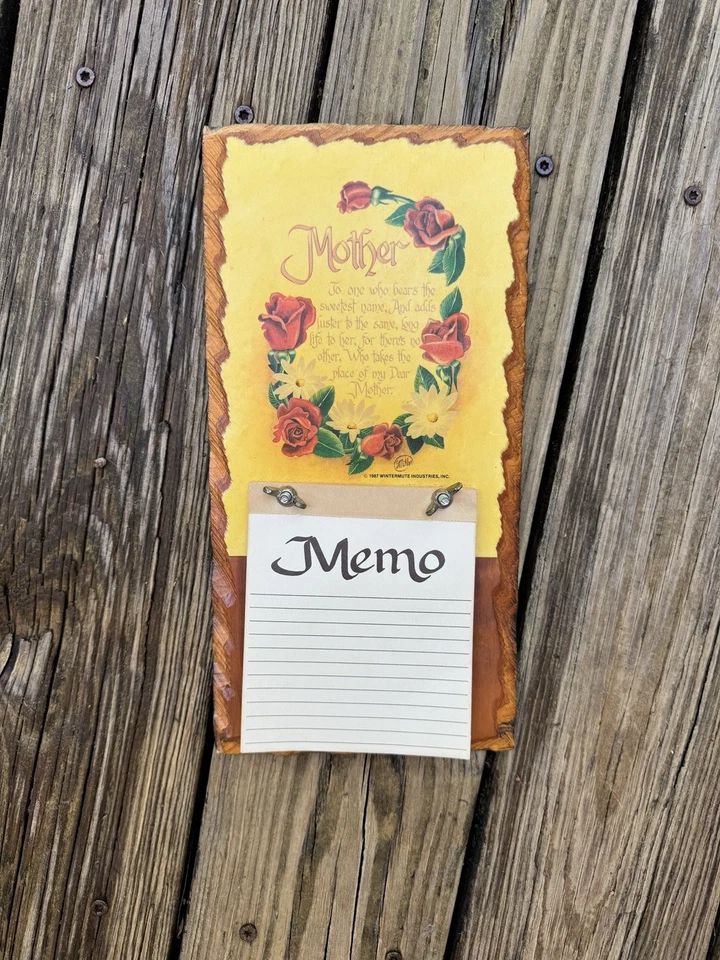 Mother
To one who bears the
sweetest name, And adds
luster to the same, long
life to her, for there's no
other, Who takes the
place of my Dear
Mother.
© 1987 WINTERMUTE INDUSTRIES, INC.
Memo